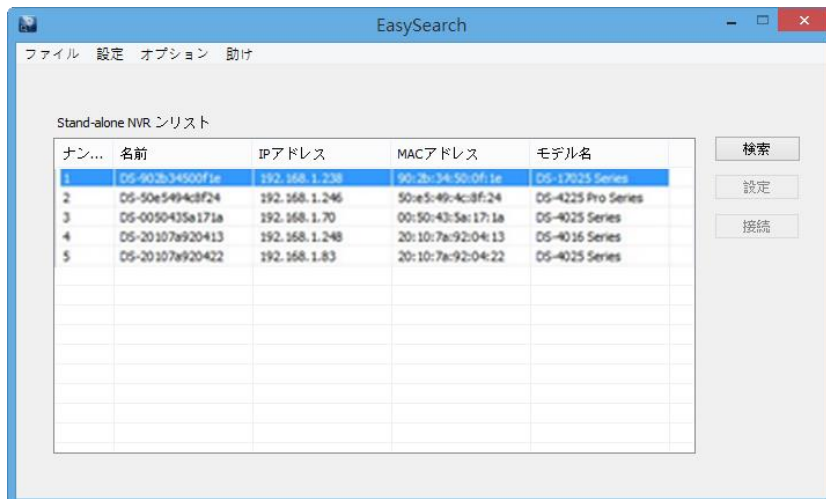 EasySearch
ファイル 設定 オプション 助け
Stand-alone NVR ンリスト
ナン... 名前 IPアドレス MACアドレス モデル名
1 DS-902b34500f1e 192.168.1.238 90:2b:34:50:0f:1e DS-17025 Series
2 DS-50e5494c8f24 192.168.1.246 50:e5:49:4c:8f:24 DS-4225 Pro Series
3 DS-0050435a171a 192.168.1.70 00:50:43:5a:17:1a DS-4025 Series
4 DS-20107a920413 192.168.1.248 20:10:7a:92:04:13 DS-4016 Series
5 DS-20107a920422 192.168.1.83 20:10:7a:92:04:22 DS-4025 Series
検索
設定
接続